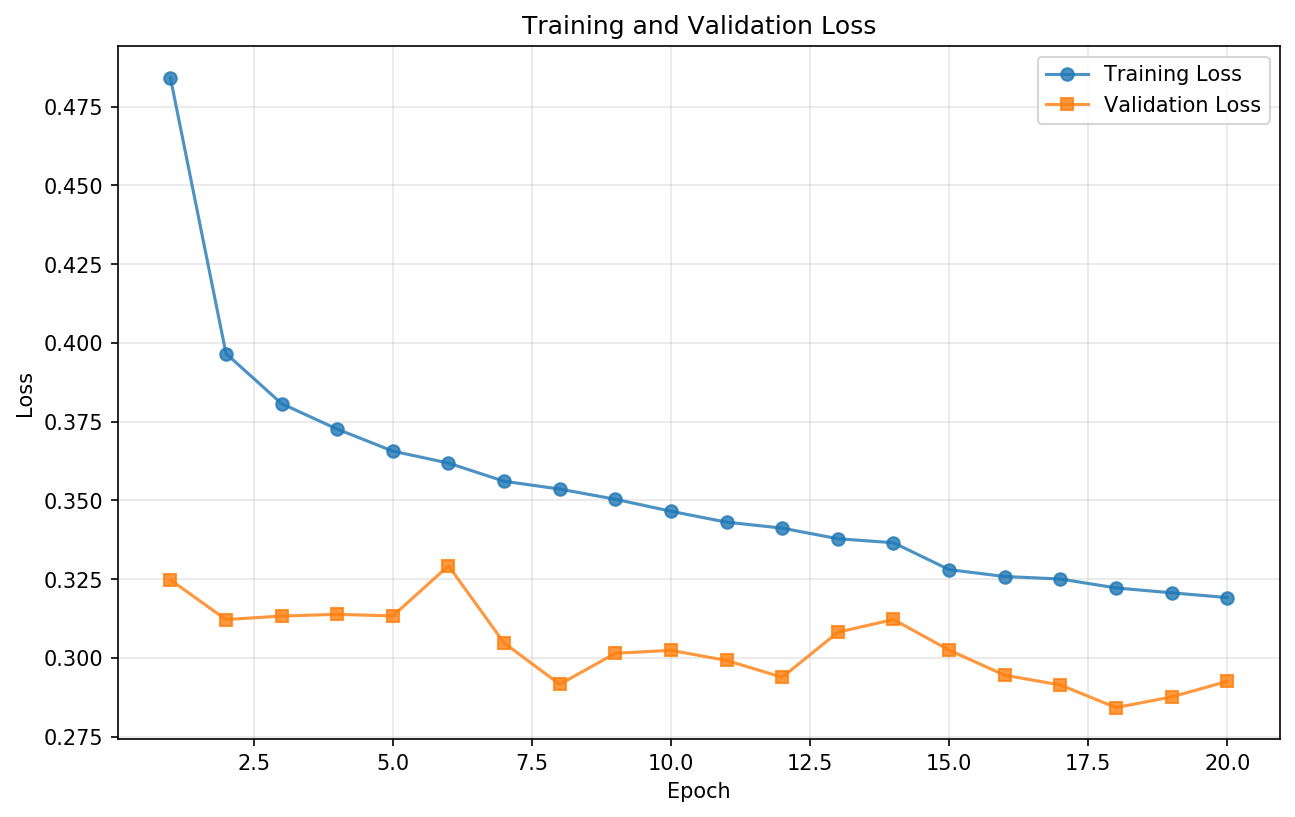 Training and Validation Loss
Training Loss
Validation Loss
0.475
0.450
0.425
0.400
0.375
0.350
0.325
0.300
0.275
Loss
2.5 5.0 7.5 10.0 12.5 15.0 17.5 20.0
Epoch